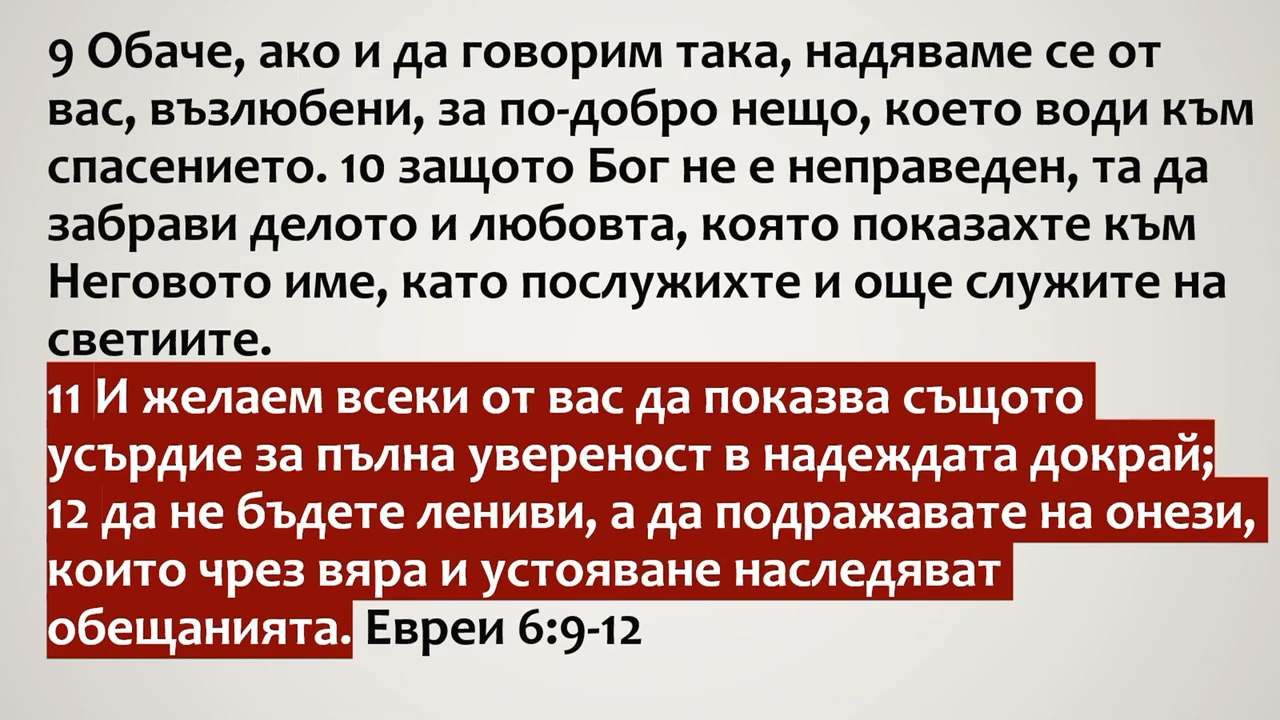 9 Обаче, ако и да говорим така, надяваме се от
вас, възлюбени, за по-добро нещо, което води към
спасението. 10 защото Бог не е неправеден, та да
забрави делото и любовта, която показахте към
Неговото име, като послужихте и още служите на
светиите.
11 И желаем всеки от вас да показва същото
усърдие за пълна увереност в надеждата докрай;
12 да не бъдете лениви, а да подражавате на онези,
които чрез вяра и устояване наследяват
обещанията. Евреи 6:9-12